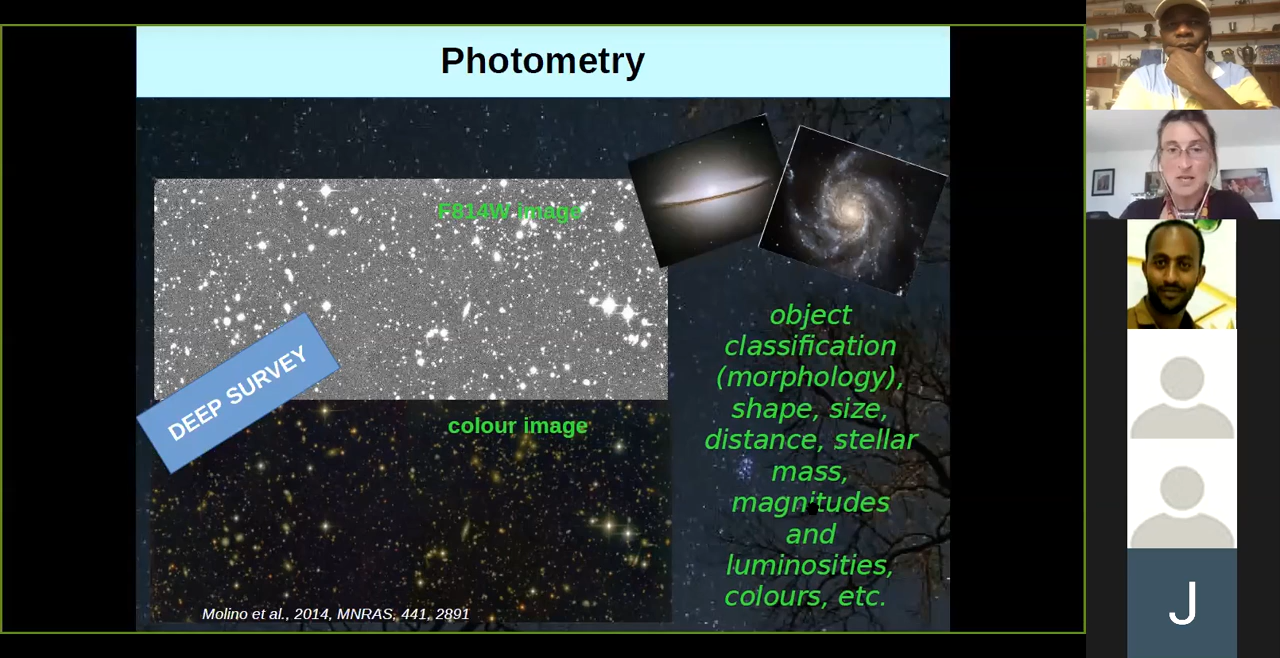 Photometry
F814W image
DEEP SURVEY
colour image
object
classification
(morphology),
shape, size,
distance, stellar
mass,
magnitudes
and
luminosities,
colours, etc.
Molino et al., 2014, MNRAS, 441, 2891
J